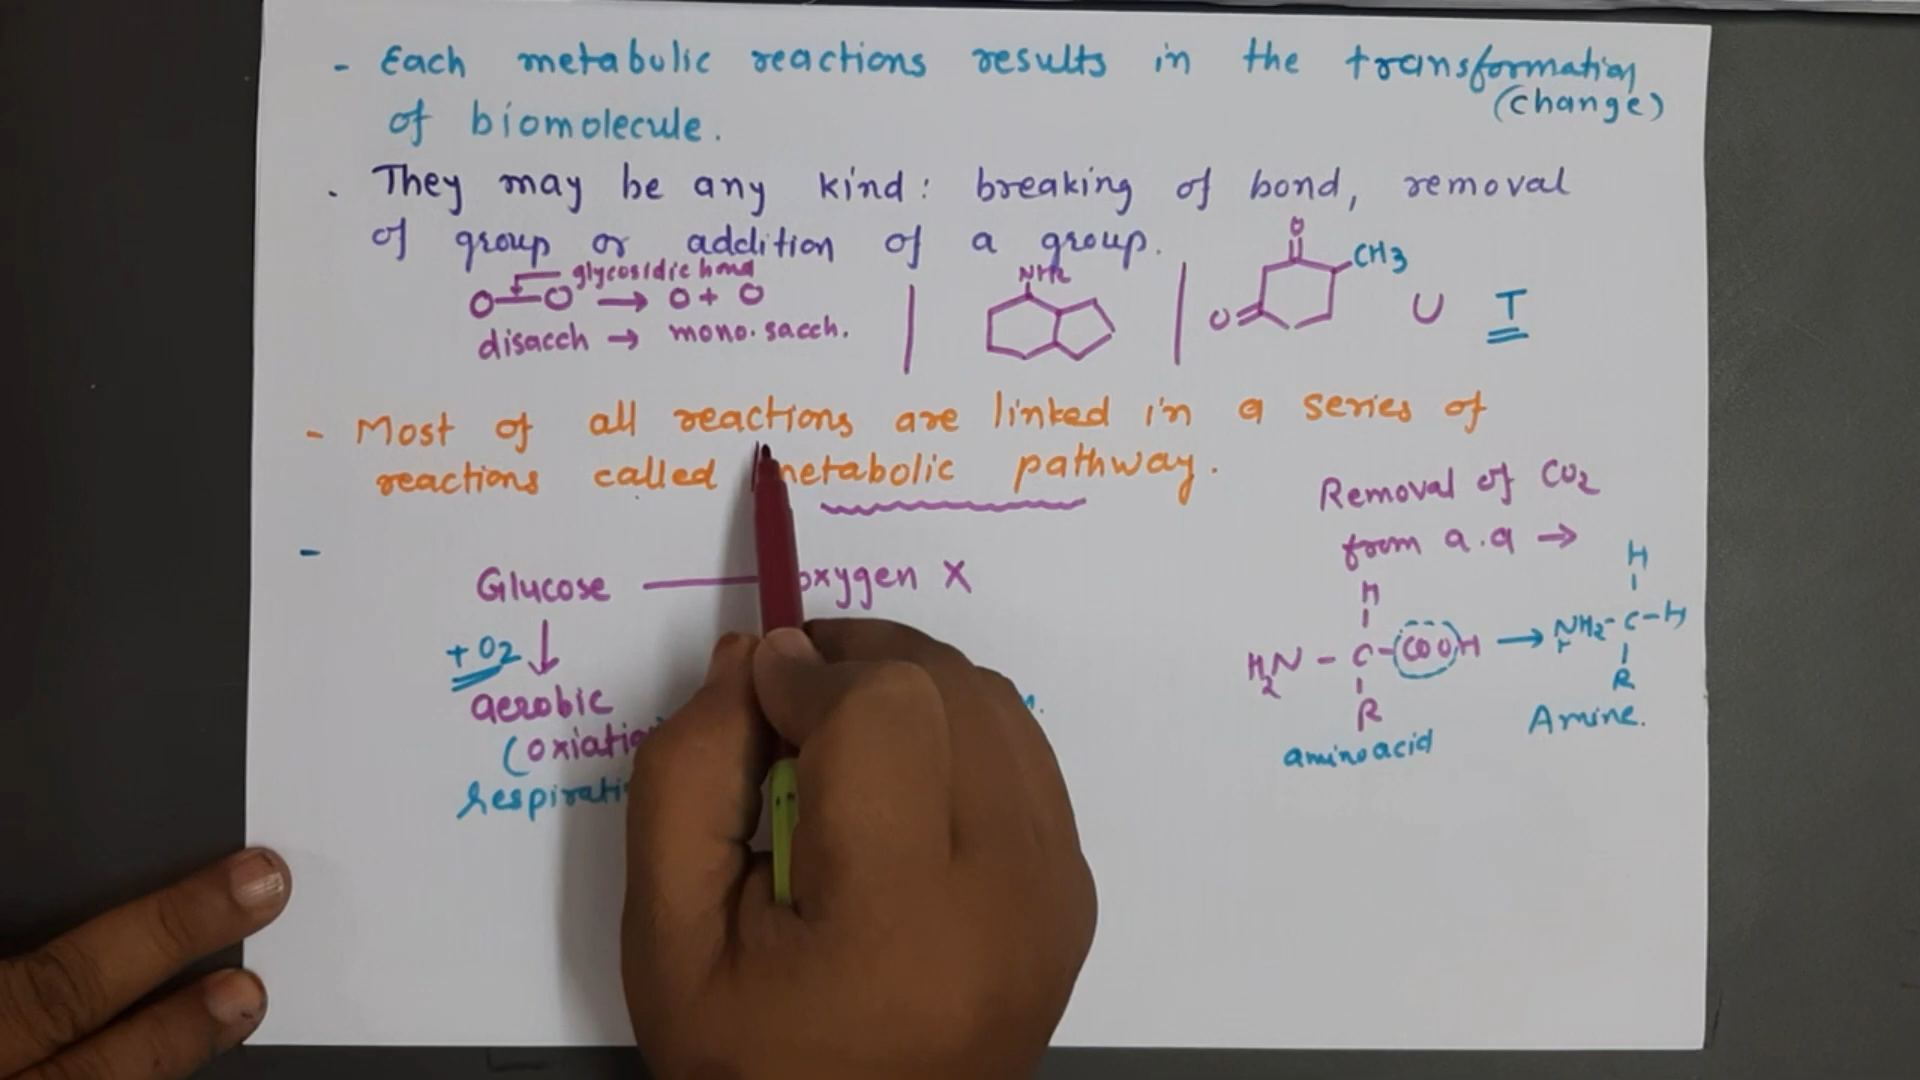 - Each metabulic reactions results in the transformation
(change)
of biomolecule.
. They may be any kind: breaking of bond, removal
of group or addition of a group.
glycosidic bond
O—O → O + O
disacch → mono.sacch.
NH2
O
CH3
O
U T
- Most of all reactions are linked in a series of
reactions called metabolic pathway.
-
Glucose — oxygen X
+O2 ↓
aerobic
(oxiatio
respirati
n.
Removal of CO2
from a.a →
H
H2N - C - COOH → NH2 - C - H
H
R
R
aminoacid
Amine.